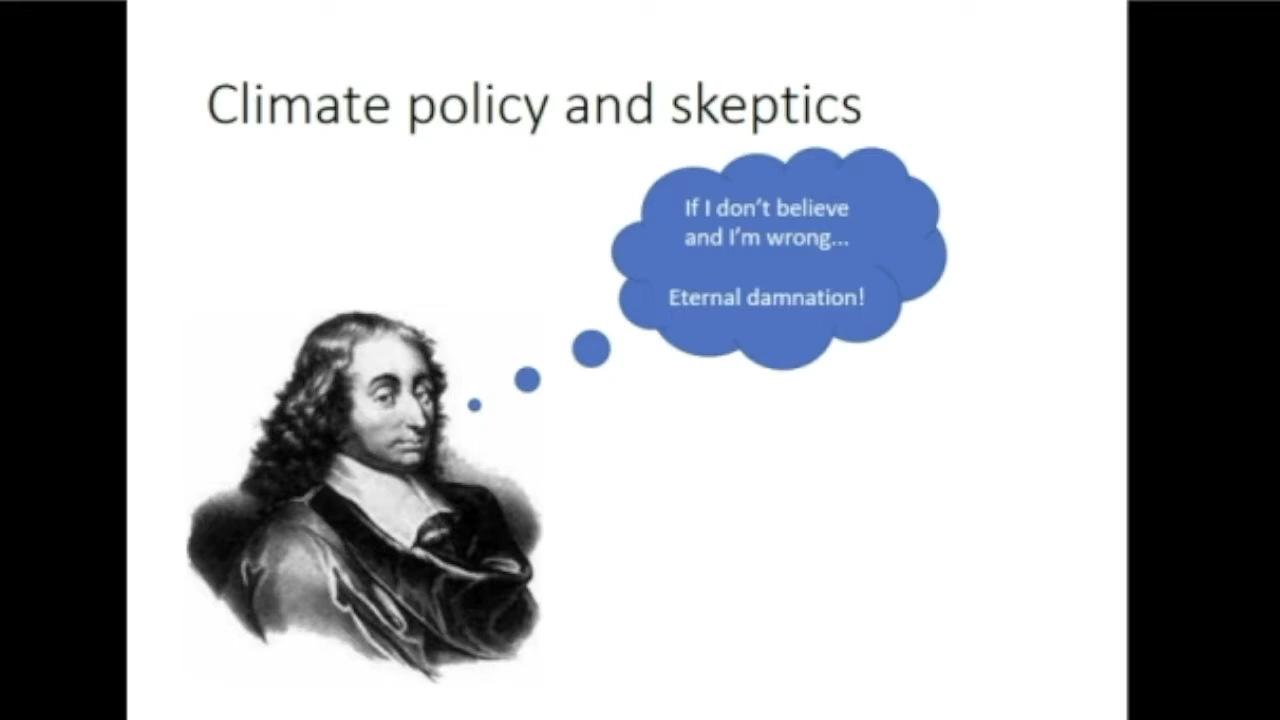 Climate policy and skeptics
If I don't believe
and I'm wrong...
Eternal damnation!